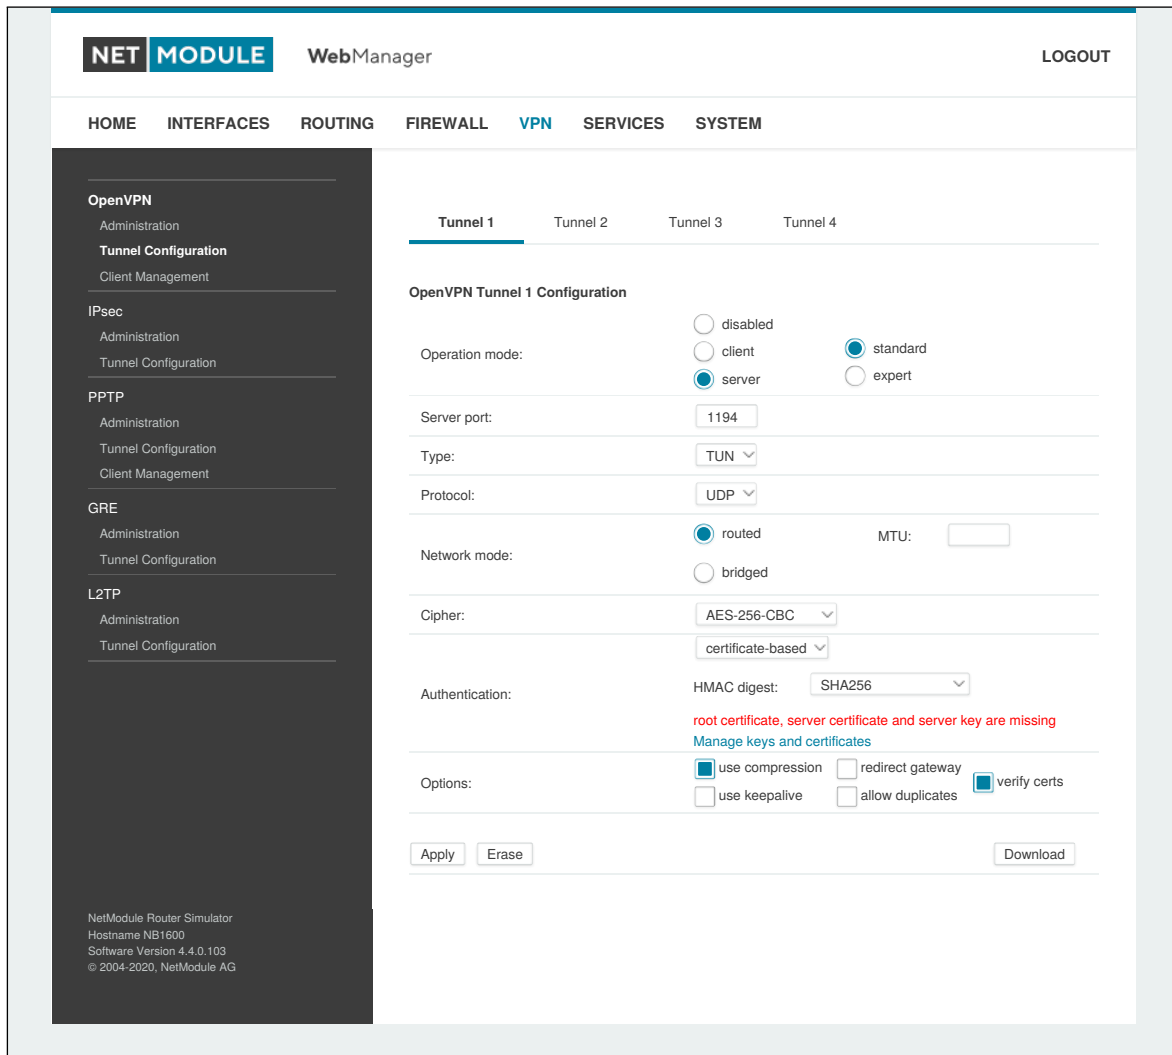 NET MODULE WebManager LOGOUT
HOME INTERFACES ROUTING FIREWALL VPN SERVICES SYSTEM
OpenVPN
Administration
Tunnel Configuration
Client Management
IPsec
Administration
Tunnel Configuration
PPTP
Administration
Tunnel Configuration
Client Management
GRE
Administration
Tunnel Configuration
L2TP
Administration
Tunnel Configuration
NetModule Router Simulator
Hostname NB1600
Software Version 4.4.0.103
© 2004-2020, NetModule AG
Tunnel 1 Tunnel 2 Tunnel 3 Tunnel 4
OpenVPN Tunnel 1 Configuration
Operation mode:
disabled
client
server
standard
expert
Server port: 1194
Type: TUN
Protocol: UDP
Network mode:
routed
bridged
MTU:
Cipher: AES-256-CBC
Authentication:
certificate-based
HMAC digest: SHA256
root certificate, server certificate and server key are missing
Manage keys and certificates
Options:
use compression redirect gateway
use keepalive allow duplicates
verify certs
Apply Erase Download